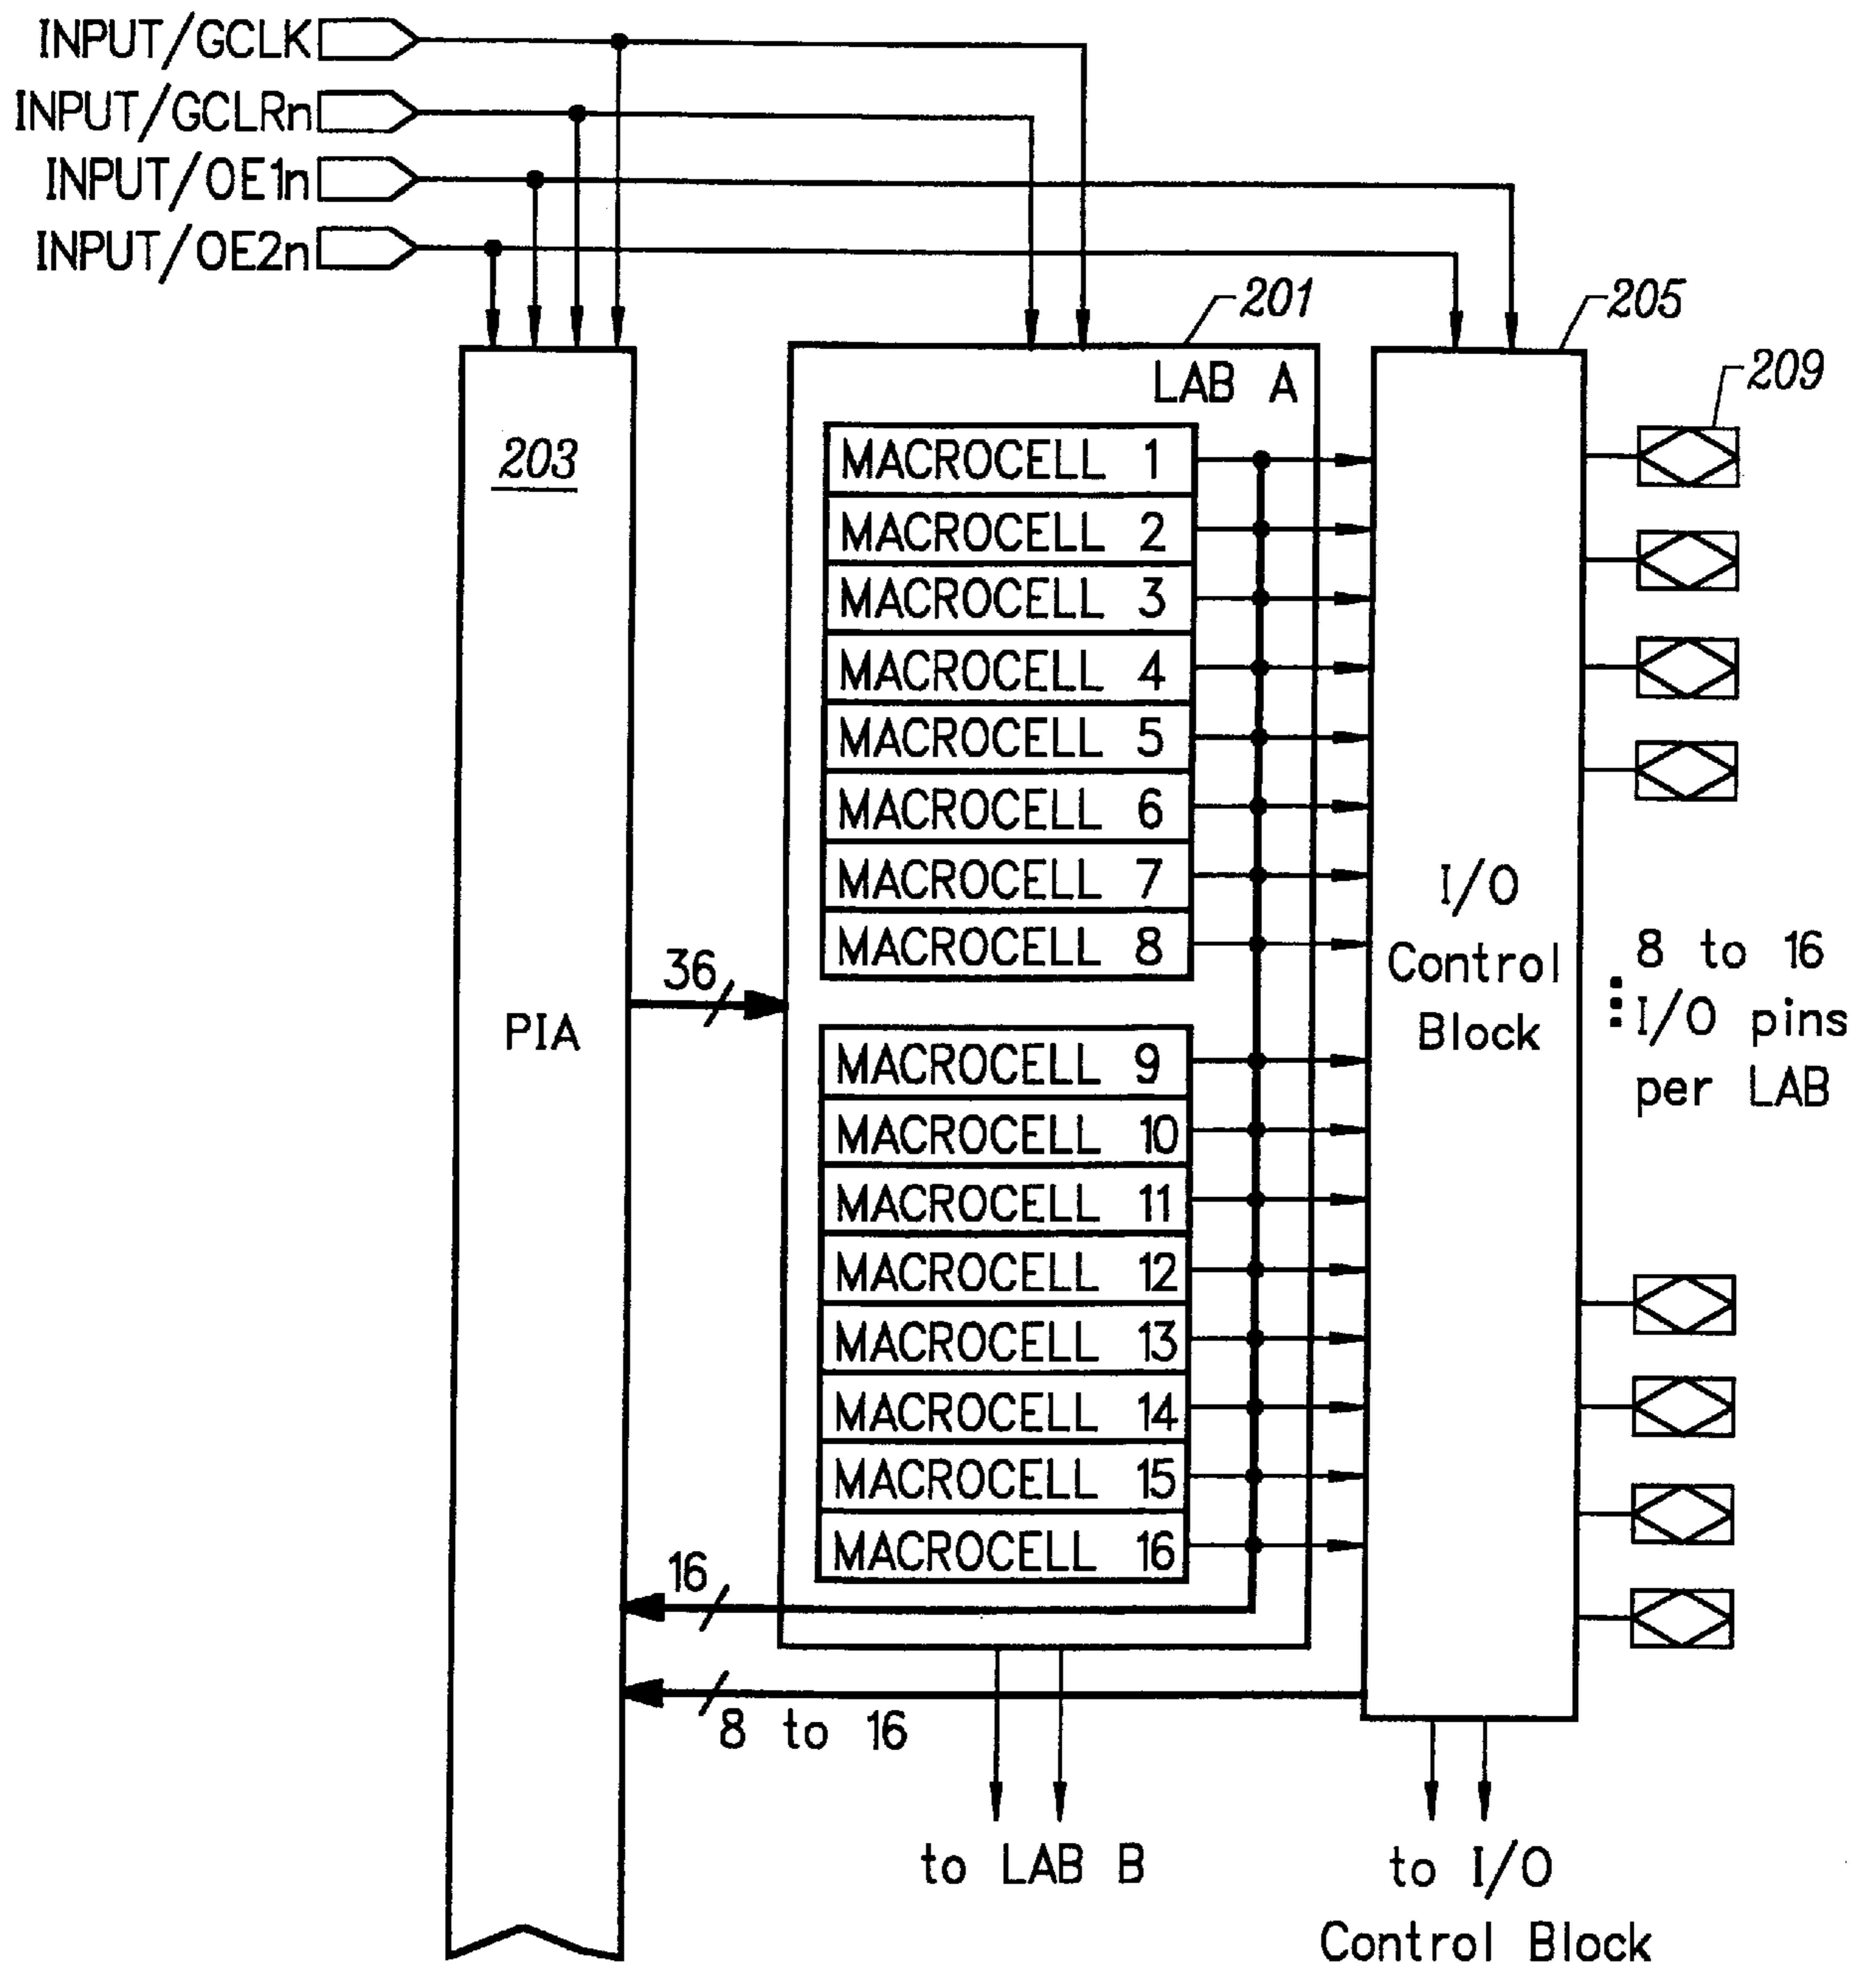 INPUT/GCLK
INPUT/GCLRn
INPUT/OE1n
INPUT/OE2n
201
205
209
LAB A
203
MACROCELL 1
MACROCELL 2
MACROCELL 3
MACROCELL 4
MACROCELL 5
MACROCELL 6
MACROCELL 7
MACROCELL 8
I/O
Control
Block
8 to 16
I/O pins
per LAB
36
PIA
MACROCELL 9
MACROCELL 10
MACROCELL 11
MACROCELL 12
MACROCELL 13
MACROCELL 14
MACROCELL 15
MACROCELL 16
16
8 to 16
to LAB B
to I/O
Control Block